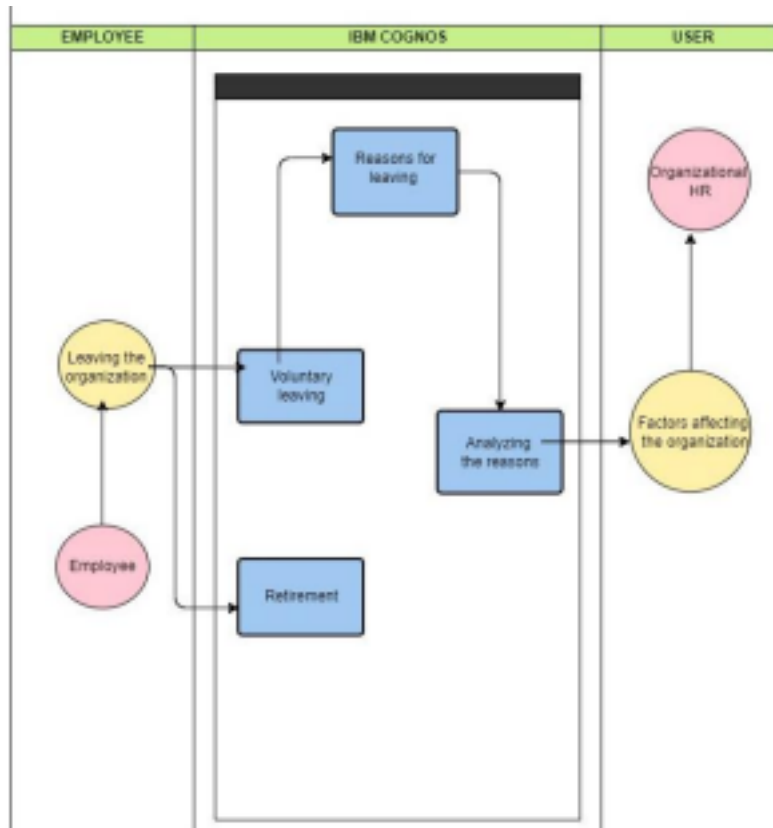 EMPLOYEE
IBM COGNOS
USER
Reasons for
leaving
Organizational
HR
Leaving the
organization
Voluntary
leaving
Analyzing
the reasons
Factors affecting
the organization
Employee
Retirement